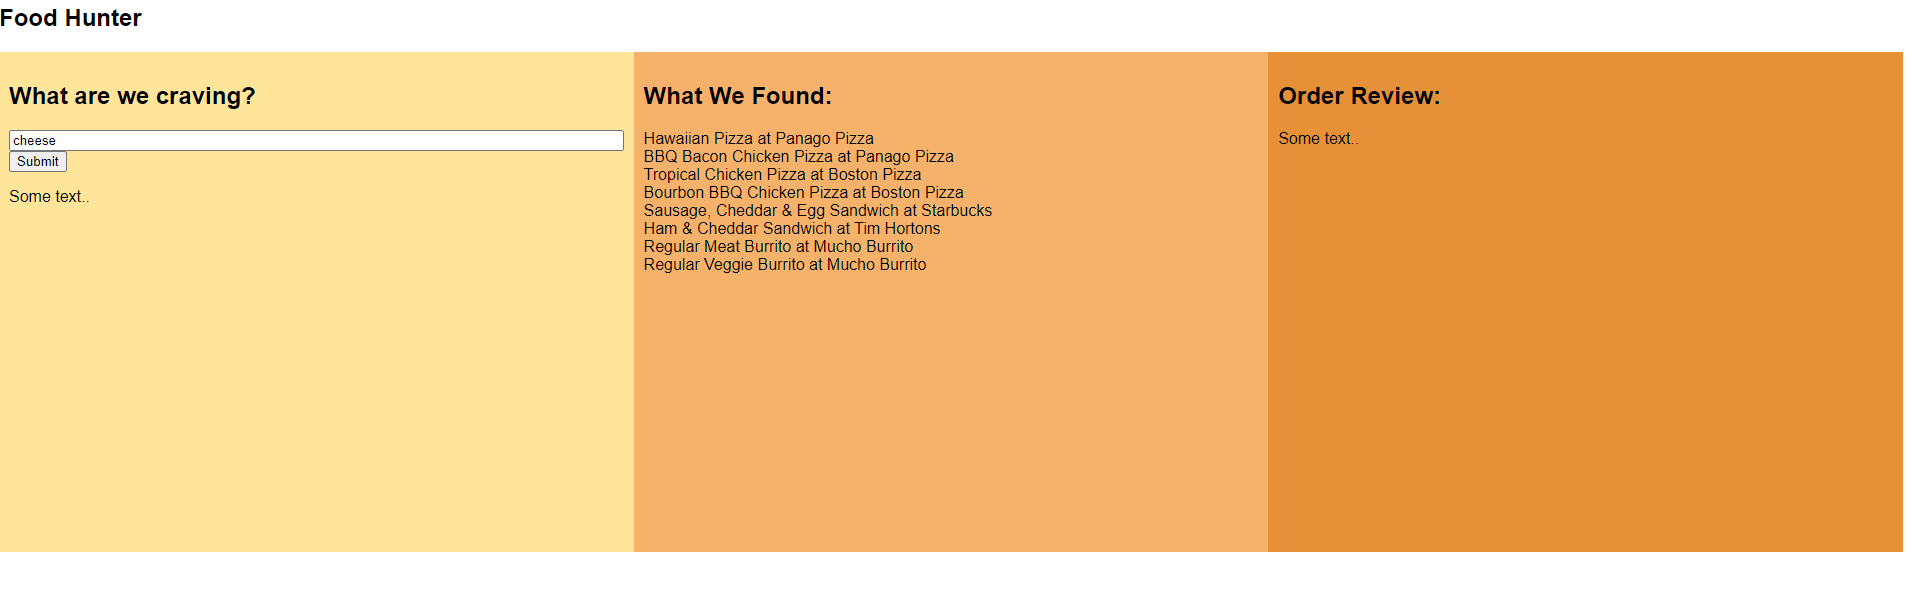 Food Hunter
What are we craving?
cheese
Submit
Some text..
What We Found:
Hawaiian Pizza at Panago Pizza
BBQ Bacon Chicken Pizza at Panago Pizza
Tropical Chicken Pizza at Boston Pizza
Bourbon BBQ Chicken Pizza at Boston Pizza
Sausage, Cheddar & Egg Sandwich at Starbucks
Ham & Cheddar Sandwich at Tim Hortons
Regular Meat Burrito at Mucho Burrito
Regular Veggie Burrito at Mucho Burrito
Order Review:
Some text..